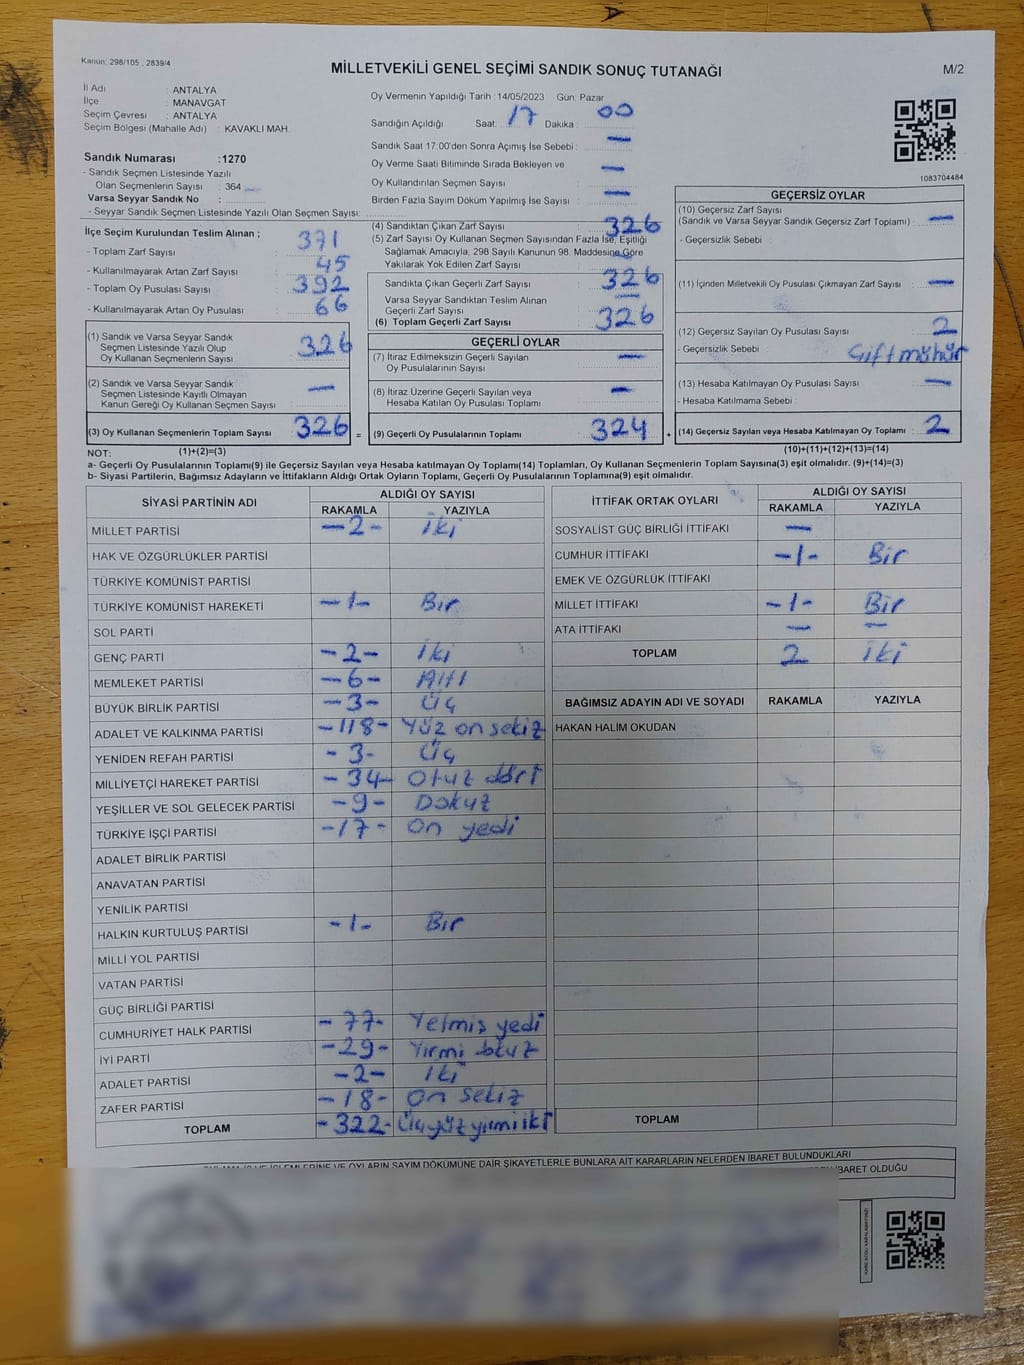 Kanun; 298/105 , 2839/4
MİLLETVEKİLİ GENEL SEÇİMİ SANDIK SONUÇ TUTANAĞI
M/2
İl Adı : ANTALYA
İlçe : MANAVGAT
Seçim Çevresi : ANTALYA
Seçim Bölgesi (Mahalle Adı) : KAVAKLI MAH.
Sandık Numarası :1270
- Sandık Seçmen Listesinde Yazılı
Olan Seçmenlerin Sayısı : 364
Varsa Seyyar Sandık No :
- Seyyar Sandık Seçmen Listesinde Yazılı Olan Seçmen Sayısı:
Oy Vermenin Yapıldığı Tarih :14/05/2023 Gün: Pazar
Sandığın Açıldığı Saat: 17 Dakika : 00
Sandık Saat 17:00'den Sonra Açımış İse Sebebi : —
Oy Verme Saati Bitiminde Sırada Bekleyen ve
Oy Kullandırılan Seçmen Sayısı : —
Birden Fazla Sayım Döküm Yapılmış İse Sayısı : —
1083704484
İlçe Seçim Kurulundan Teslim Alınan ;
- Toplam Zarf Sayısı 371
- Kullanılmayarak Artan Zarf Sayısı 45
- Toplam Oy Pusulası Sayısı : 392
- Kullanılmayarak Artan Oy Pusulası : 66
(4) Sandıktan Çıkan Zarf Sayısı : 326
(5) Zarf Sayısı Oy Kullanan Seçmen Sayısından Fazla İse, Eşitliği
Sağlamak Amacıyla, 298 Sayılı Kanunun 98. Maddesine Göre
Yakılarak Yok Edilen Zarf Sayısı : —
Sandıkta Çıkan Geçerli Zarf Sayısı : 326
Varsa Seyyar Sandıktan Teslim Alınan
Geçerli Zarf Sayısı : —
(6) Toplam Geçerli Zarf Sayısı : 326
GEÇERSİZ OYLAR
(10) Geçersiz Zarf Sayısı
(Sandık ve Varsa Seyyar Sandık Geçersiz Zarf Toplamı) : —
- Geçersizlik Sebebi :
(11) İçinden Milletvekili Oy Pusulası Çıkmayan Zarf Sayısı : —
(12) Geçersiz Sayılan Oy Pusulası Sayısı : 2
- Geçersizlik Sebebi : Çift mühür
(13) Hesaba Katılmayan Oy Pusulası Sayısı : —
- Hesaba Katılmama Sebebi :
(14) Geçersiz Sayılan veya Hesaba Katılmayan Oy Toplamı : 2
(1) Sandık ve Varsa Seyyar Sandık
Seçmen Listesinde Yazılı Olup
Oy Kullanan Seçmenlerin Sayısı : 326
(2) Sandık ve Varsa Seyyar Sandık
Seçmen Listesinde Kayıtlı Olmayan
Kanun Gereği Oy Kullanan Seçmen Sayısı : —
(3) Oy Kullanan Seçmenlerin Toplam Sayısı : 326 =
GEÇERLİ OYLAR
(7) İtiraz Edilmeksizin Geçerli Sayılan
Oy Pusulalarının Sayısı : —
(8) İtiraz Üzerine Geçerli Sayılan veya
Hesaba Katılan Oy Pusulası Toplamı : —
(9) Geçerli Oy Pusulalarının Toplamı : 324 +
NOT: (1)+(2)=(3)
(10)+(11)+(12)+(13)=(14)
a- Geçerli Oy Pusulalarının Toplamı(9) ile Geçersiz Sayılan veya Hesaba katılmayan Oy Toplamı(14) Toplamları, Oy Kullanan Seçmenlerin Toplam Sayısına(3) eşit olmalıdır. (9)+(14)=(3)
b- Siyasi Partilerin, Bağımsız Adayların ve İttifakların Aldığı Ortak Oyların Toplamı, Geçerli Oy Pusulalarının Toplamına(9) eşit olmalıdır.
SİYASİ PARTİNİN ADI ALDIĞI OY SAYISI
RAKAMLA YAZIYLA
MİLLET PARTİSİ -2- iki
HAK VE ÖZGÜRLÜKLER PARTİSİ
TÜRKİYE KOMÜNİST PARTİSİ
TÜRKİYE KOMÜNİST HAREKETİ -1- Bir
SOL PARTİ
GENÇ PARTİ -2- iki
MEMLEKET PARTİSİ -6- Altı
BÜYÜK BİRLİK PARTİSİ -3- Üç
ADALET VE KALKINMA PARTİSİ -118- Yüz on sekiz
YENİDEN REFAH PARTİSİ -3- Üç
MİLLİYETÇİ HAREKET PARTİSİ -34- Otuz dört
YEŞİLLER VE SOL GELECEK PARTİSİ -9- Dokuz
TÜRKİYE İŞÇİ PARTİSİ -17- On yedi
ADALET BİRLİK PARTİSİ
ANAVATAN PARTİSİ
YENİLİK PARTİSİ
HALKIN KURTULUŞ PARTİSİ -1- Bir
MİLLİ YOL PARTİSİ
VATAN PARTİSİ
GÜÇ BİRLİĞİ PARTİSİ
CUMHURİYET HALK PARTİSİ -77- Yetmiş yedi
İYİ PARTİ -29- Yirmi dokuz
ADALET PARTİSİ -2- İki
ZAFER PARTİSİ -18- On sekiz
TOPLAM -322- Üçyüz yirmi iki
İTTİFAK ORTAK OYLARI ALDIĞI OY SAYISI
RAKAMLA YAZIYLA
SOSYALİST GÜÇ BİRLİĞİ İTTİFAKI —
CUMHUR İTTİFAKI -1- Bir
EMEK VE ÖZGÜRLÜK İTTİFAKI
MİLLET İTTİFAKI -1- Bir
ATA İTTİFAKI — —
TOPLAM 2 iki
BAĞIMSIZ ADAYIN ADI VE SOYADI RAKAMLA YAZIYLA
HAKAN HALİM OKUDAN
TOPLAM
OYLARIN SAYIM DÖKÜMÜNE DAİR ŞİKAYETLERLE BUNLARA AİT KARARLARIN NELERDEN İBARET BULUNDUKLARI
İBARET OLDUĞU